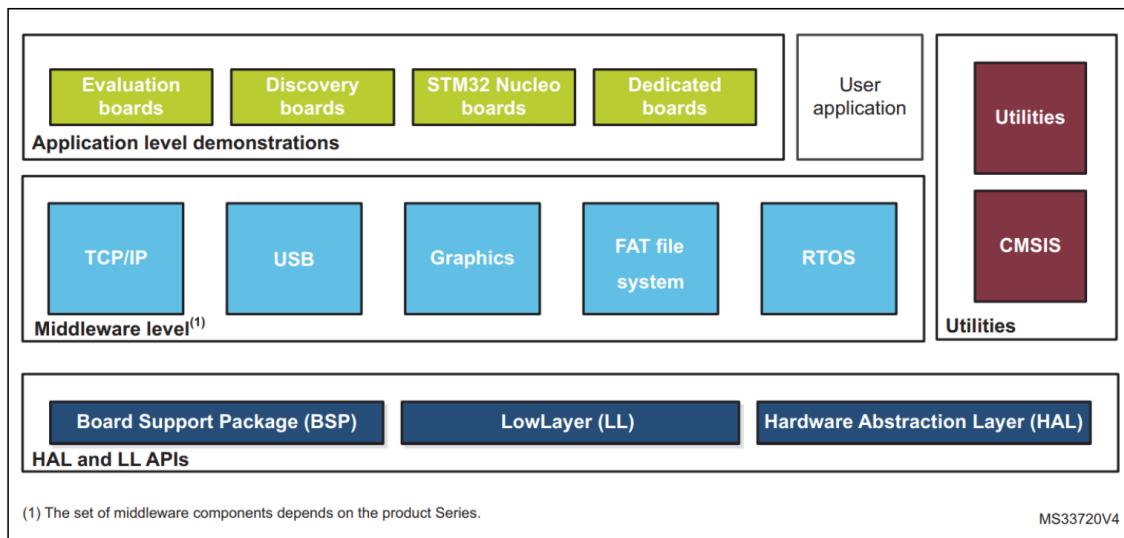 Evaluation
boards
Discovery
boards
STM32 Nucleo
boards
Dedicated
boards
Application level demonstrations
User
application
Utilities
CMSIS
Utilities
TCP/IP
USB
Graphics
FAT file
system
RTOS
Middleware level(1)
Board Support Package (BSP)
LowLayer (LL)
Hardware Abstraction Layer (HAL)
HAL and LL APIs
(1) The set of middleware components depends on the product Series.
MS33720V4